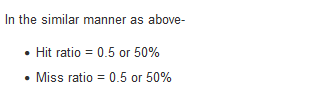 In the similar manner as above-
• Hit ratio = 0.5 or 50%
• Miss ratio = 0.5 or 50%